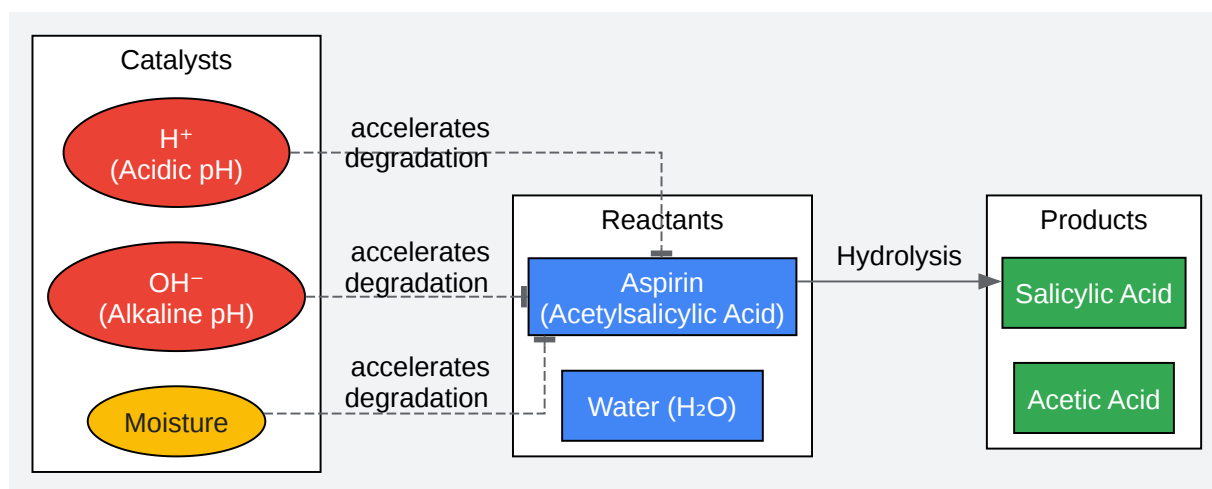 Catalysts
H⁺
(Acidic pH)
OH⁻
(Alkaline pH)
Moisture
accelerates
degradation
accelerates
degradation
accelerates
degradation
Reactants
Aspirin
(Acetylsalicylic Acid)
Water (H₂O)
Hydrolysis
Products
Salicylic Acid
Acetic Acid